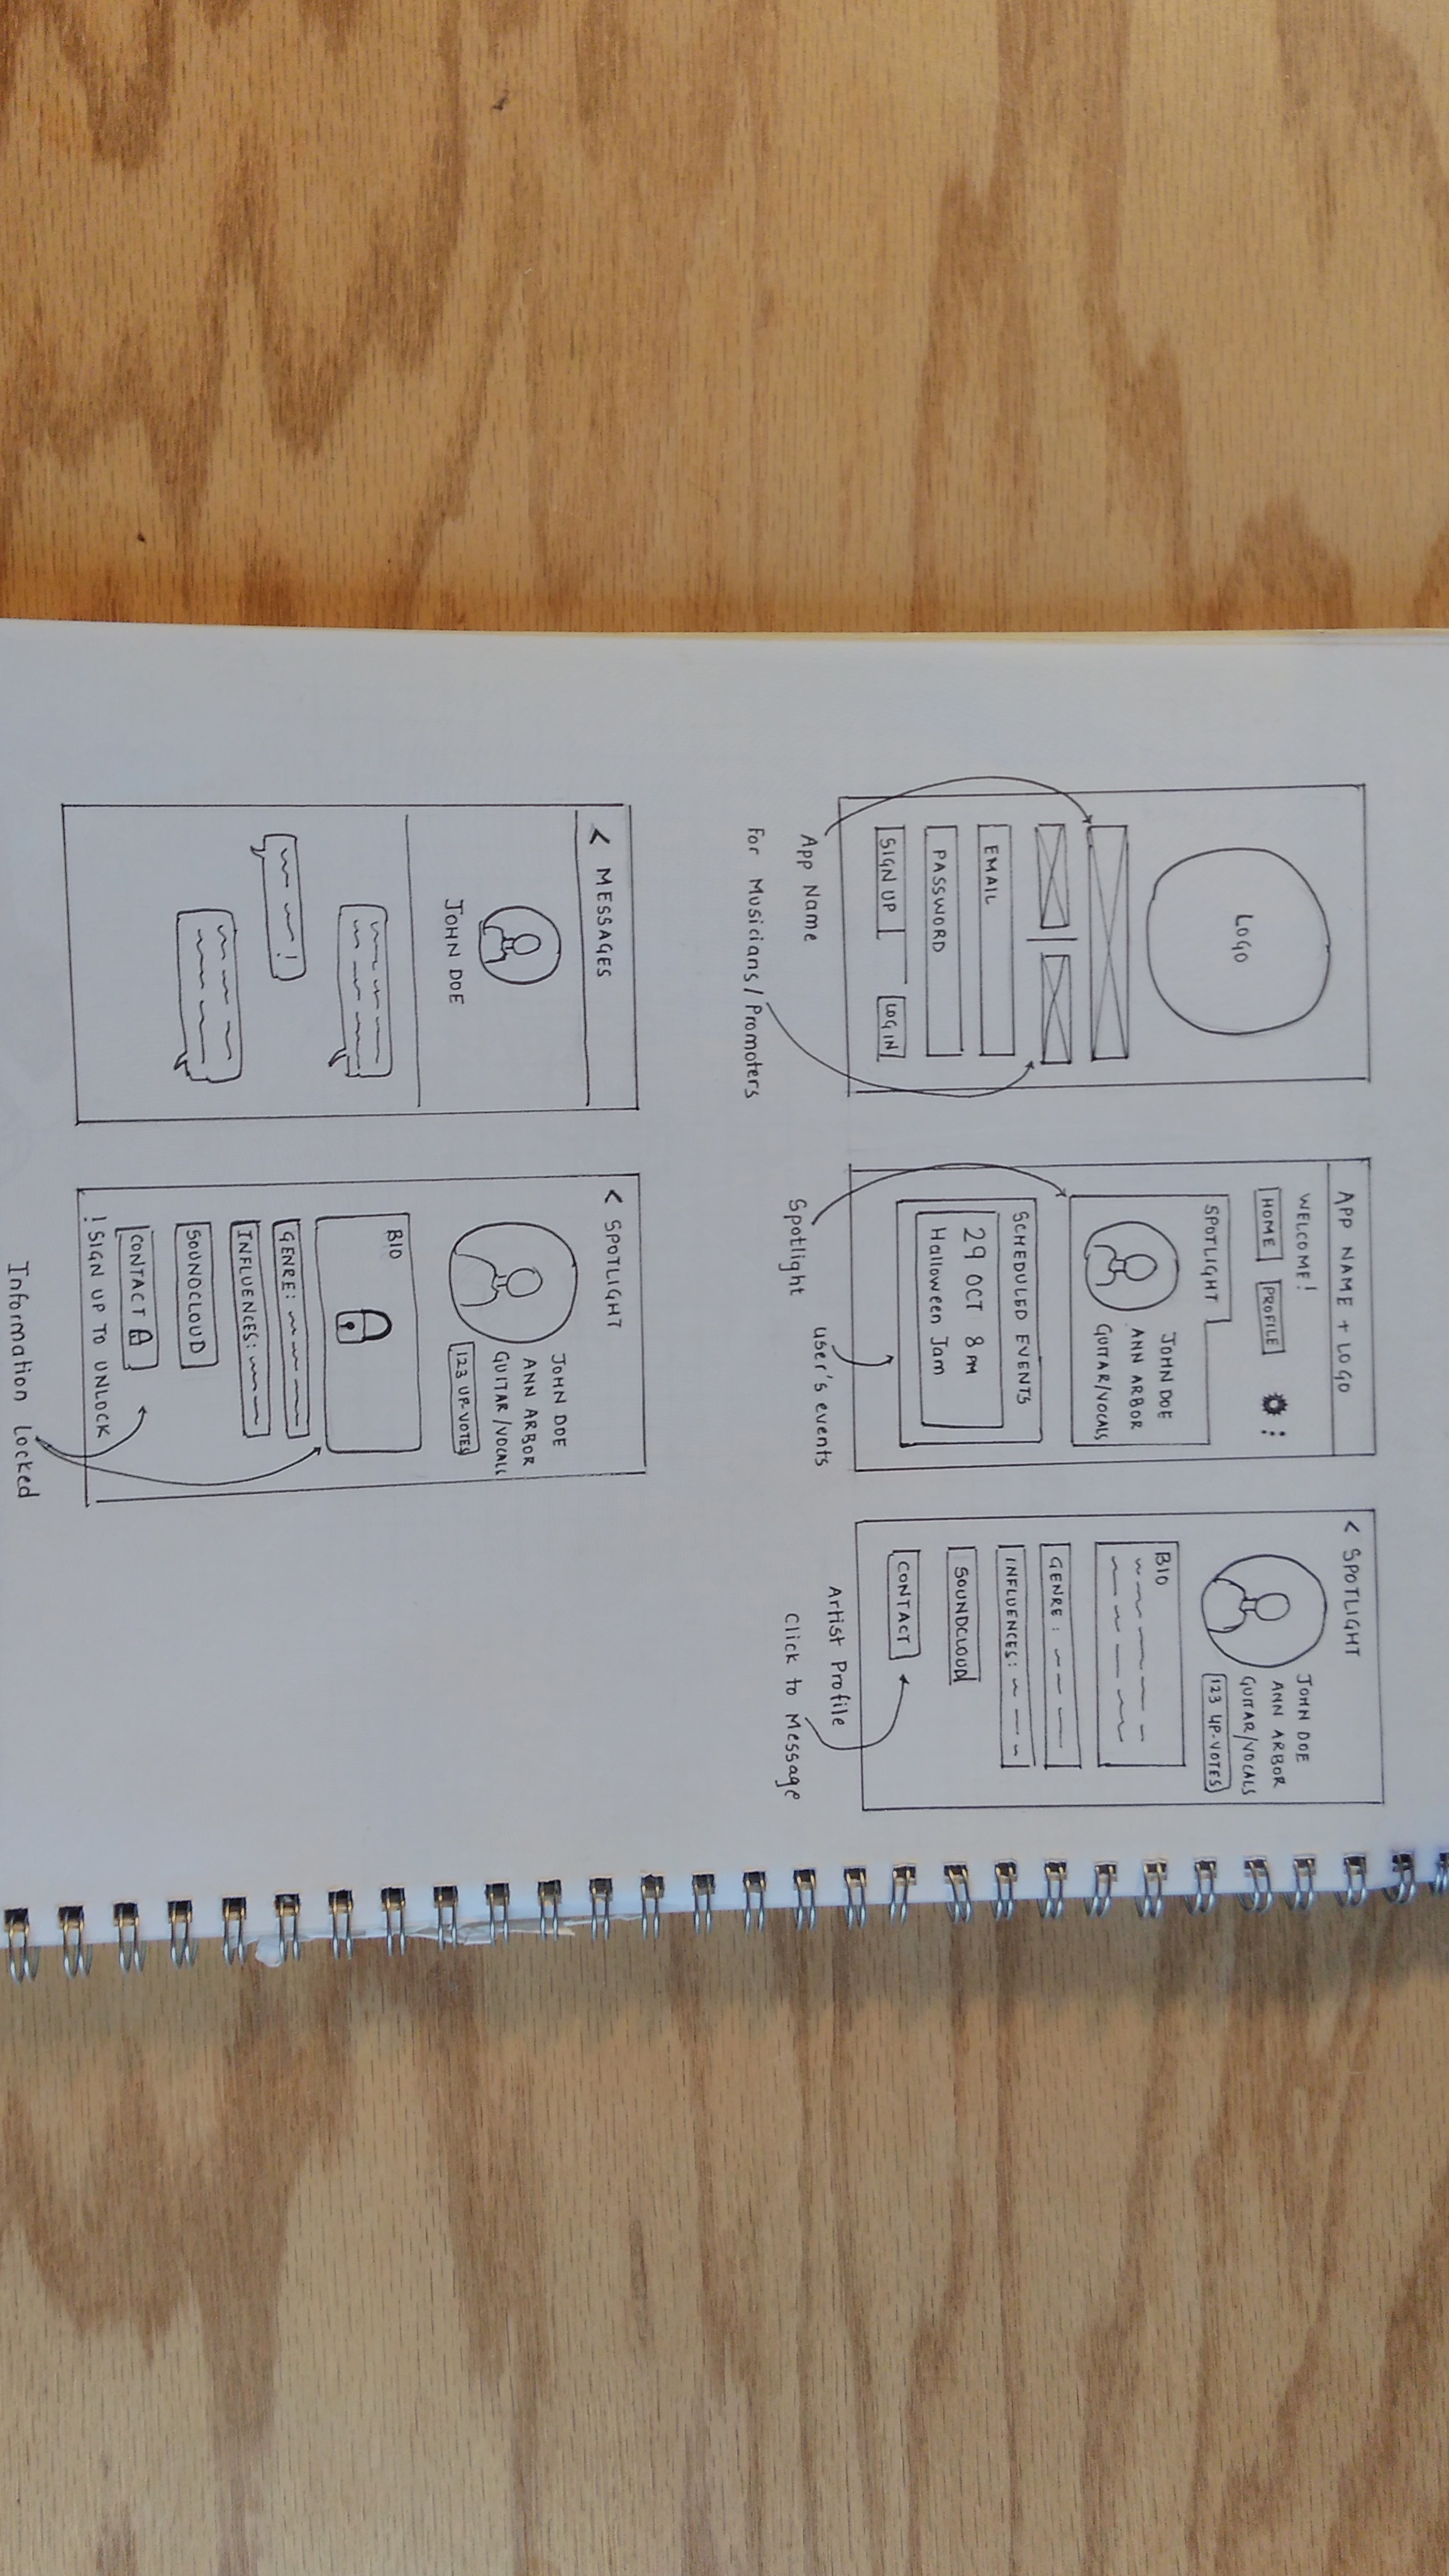 LOGO
EMAIL
PASSWORD
SIGN UP
LOGIN
App Name
For Musicians/Promoters
APP NAME + LOGO
WELCOME!
HOME
PROFILE
SPOTLIGHT
JOHN DOE
ANN ARBOR
GUITAR/VOCALS
SCHEDULED EVENTS
29 OCT 8 PM
Halloween Jam
Spotlight
User's events
< SPOTLIGHT
JOHN DOE
ANN ARBOR
GUITAR/VOCALS
123 UP-VOTES
BIO
GENRE:
INFLUENCES:
SOUNDCLOUD
CONTACT
Artist Profile
Click to Message
< MESSAGES
JOHN DOE
!
< SPOTLIGHT
JOHN DOE
ANN ARBOR
GUITAR/VOCALS
123 UP-VOTES
BIO
GENRE:
INFLUENCES:
SOUNDCLOUD
CONTACT
! SIGN UP TO UNLOCK
Information Locked